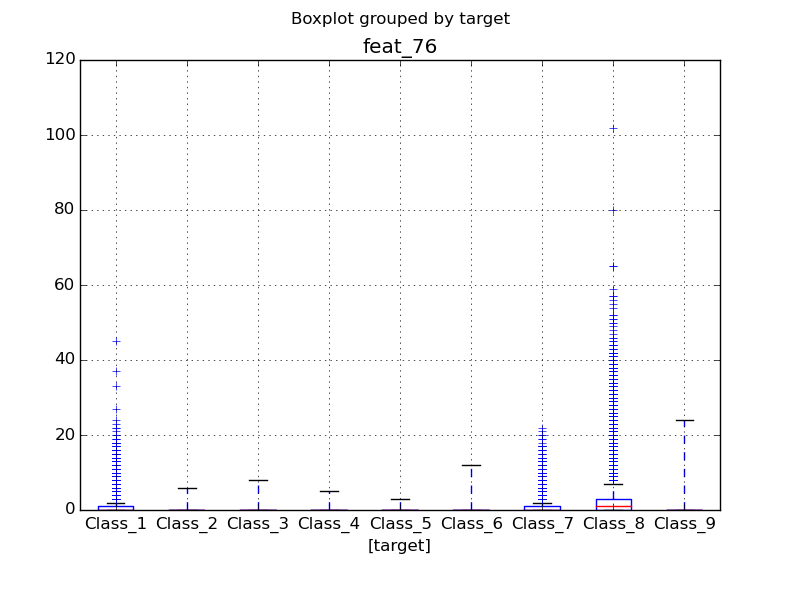 Boxplot grouped by target
feat_76
120
100
80
60
40
20
0
Class_1 Class_2 Class_3 Class_4 Class_5 Class_6 Class_7 Class_8 Class_9
[target]